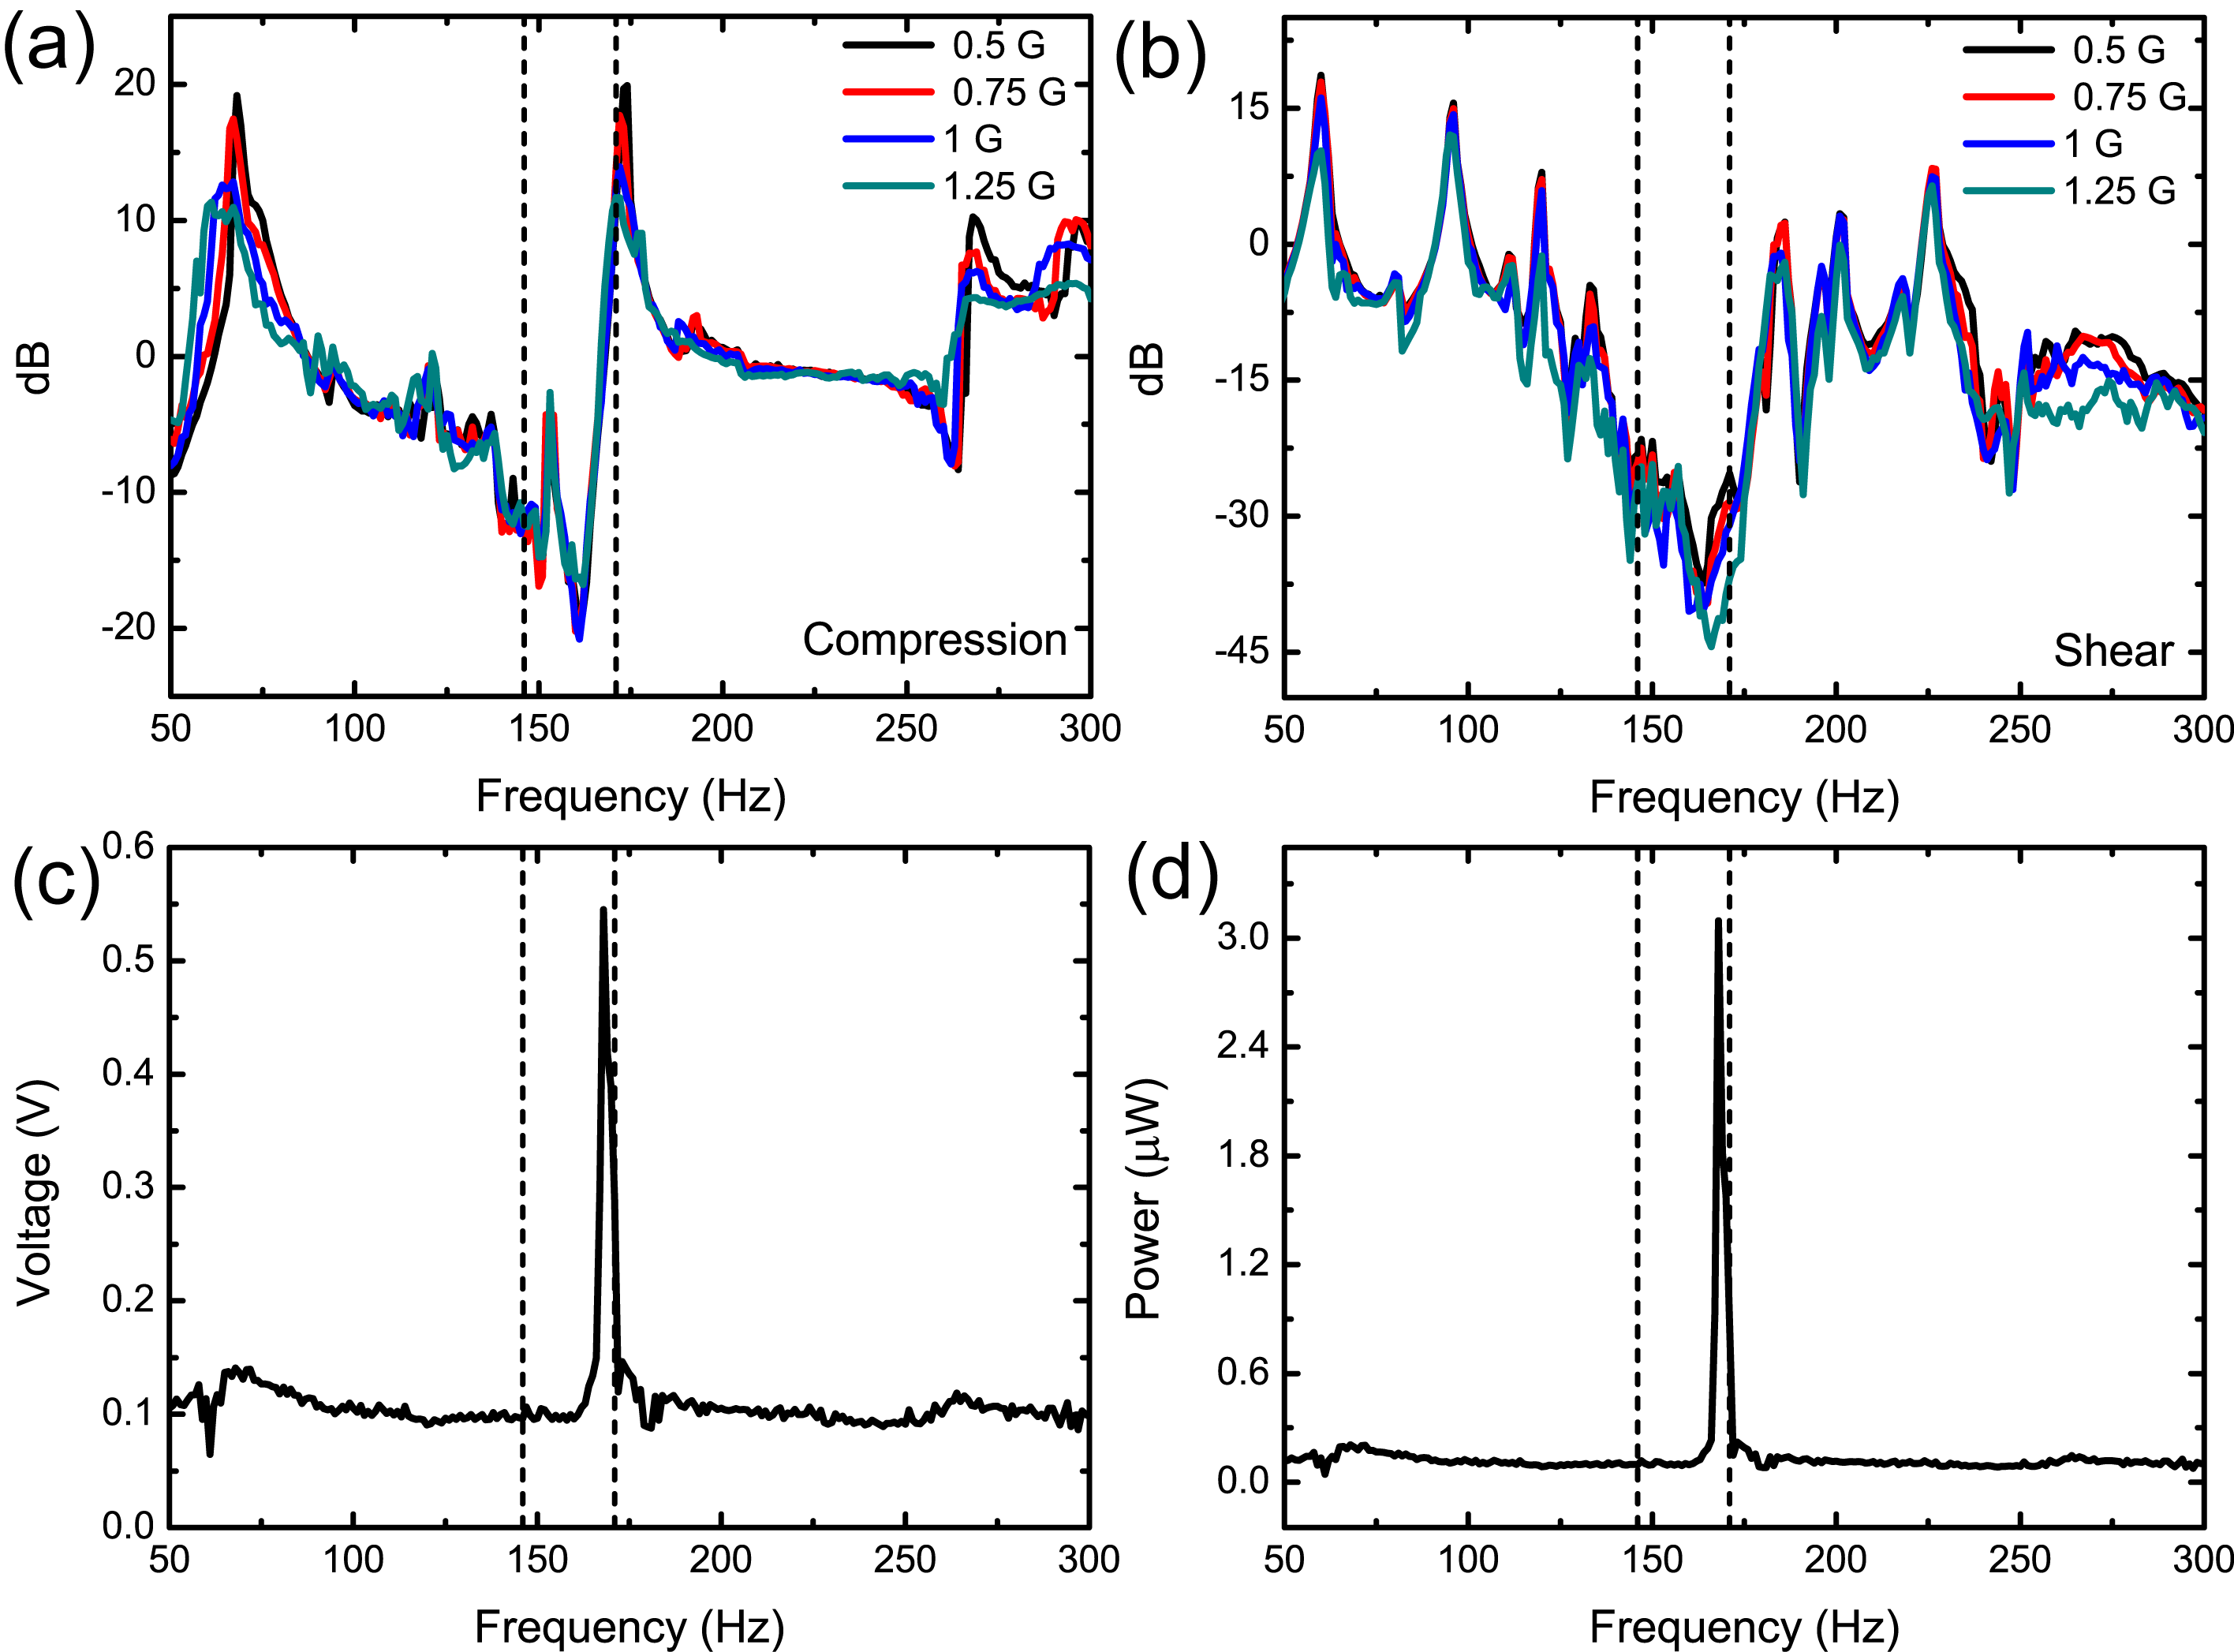 (a)
0.5 G
0.75 G
1 G
1.25 G
20
10
0
-10
-20
dB
Compression
50 100 150 200 250 300
Frequency (Hz)
(b)
0.5 G
0.75 G
1 G
1.25 G
15
0
-15
-30
-45
dB
Shear
50 100 150 200 250 300
Frequency (Hz)
(c)
0.6
0.5
0.4
0.3
0.2
0.1
0.0
Voltage (V)
50 100 150 200 250 300
Frequency (Hz)
(d)
3.0
2.4
1.8
1.2
0.6
0.0
Power (μW)
50 100 150 200 250 300
Frequency (Hz)